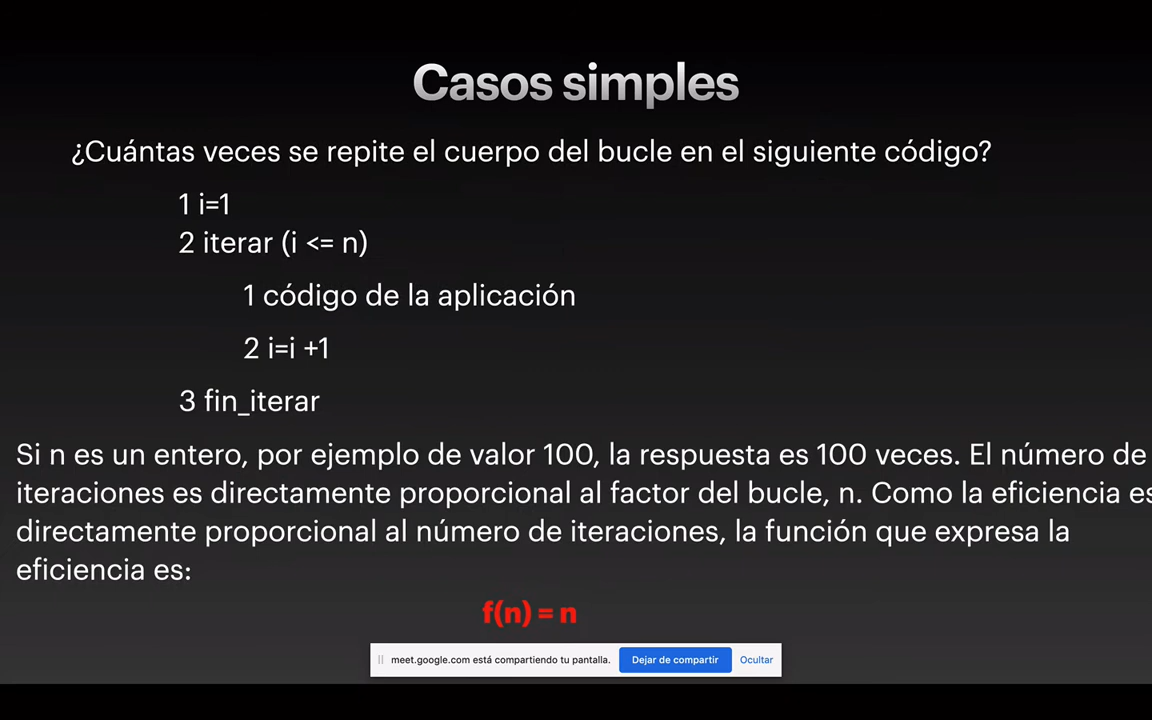 Casos simples
¿Cuántas veces se repite el cuerpo del bucle en el siguiente código?
1 i=1
2 iterar (i <= n)
1 código de la aplicación
2 i=i +1
3 fin_iterar
Si n es un entero, por ejemplo de valor 100, la respuesta es 100 veces. El número de
iteraciones es directamente proporcional al factor del bucle, n. Como la eficiencia es
directamente proporcional al número de iteraciones, la función que expresa la
eficiencia es:
f(n) = n
meet.google.com está compartiendo tu pantalla. Dejar de compartir Ocultar